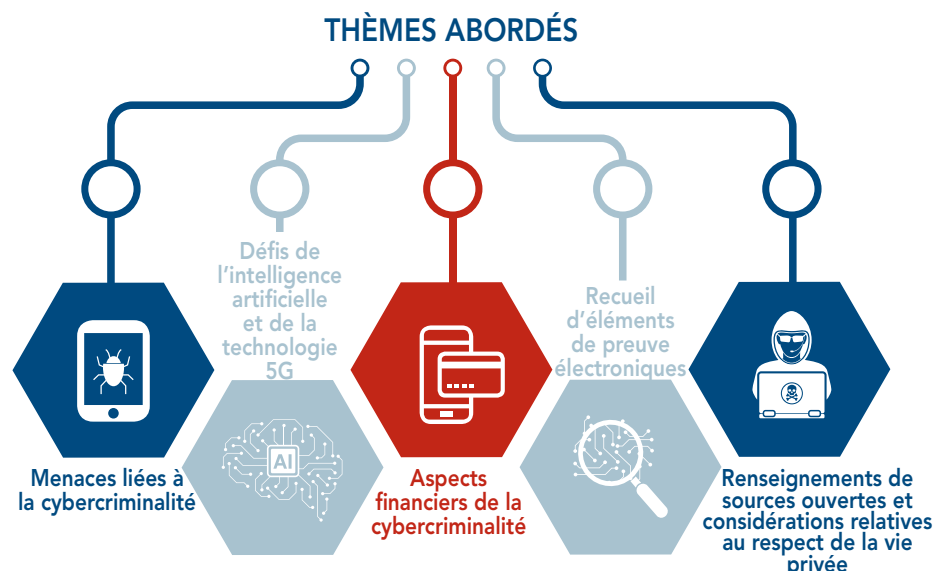 THÈMES ABORDÉS
Menaces liées à
la cybercriminalité
Défis de
l'intelligence
artificielle
et de la
technologie
5G
AI
Aspects
financiers de la
cybercriminalité
Recueil
d'éléments
de preuve
électroniques
Renseignements de
sources ouvertes et
considérations relatives
au respect de la vie
privée